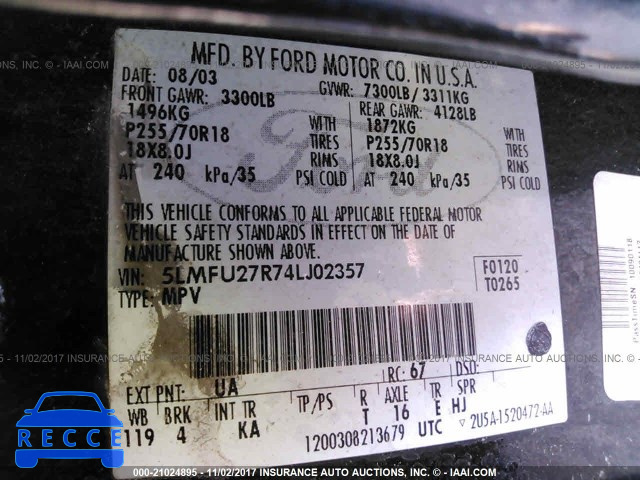 MFD. BY FORD MOTOR CO. IN U.S.A.
DATE: 08/03 GVWR: 7300LB/ 3311KG
FRONT GAWR: 3300LB REAR GAWR: 4128LB
1496KG WITH 1872KG WITH
P255/70R18 TIRES P255/70R18 TIRES
18X8.0J RIMS 18X8.0J RIMS
AT 240 kPa/35 PSI COLD AT 240 kPa/35 PSI COLD
Ford
THIS VEHICLE CONFORMS TO ALL APPLICABLE FEDERAL MOTOR
VEHICLE SAFETY STANDARDS IN EFFECT ON THE DATE OF
MANUFACTURE SHOWN ABOVE.
VIN: 5LMFU27R74LJ02357 F0120
TYPE: MPV T0265
RC: 67 DSO:
EXT PNT: UA
WB BRK INT TR TP/PS R AXLE TR SPR
119 4 KA T 16 E HJ
1200308213679 UTC ▽ 2U5A-1520472-AA
PassTimeSN 10090118
000-21024895 - 11/02/2017 INSURANCE AUTO AUCTIONS - IAAI.COM